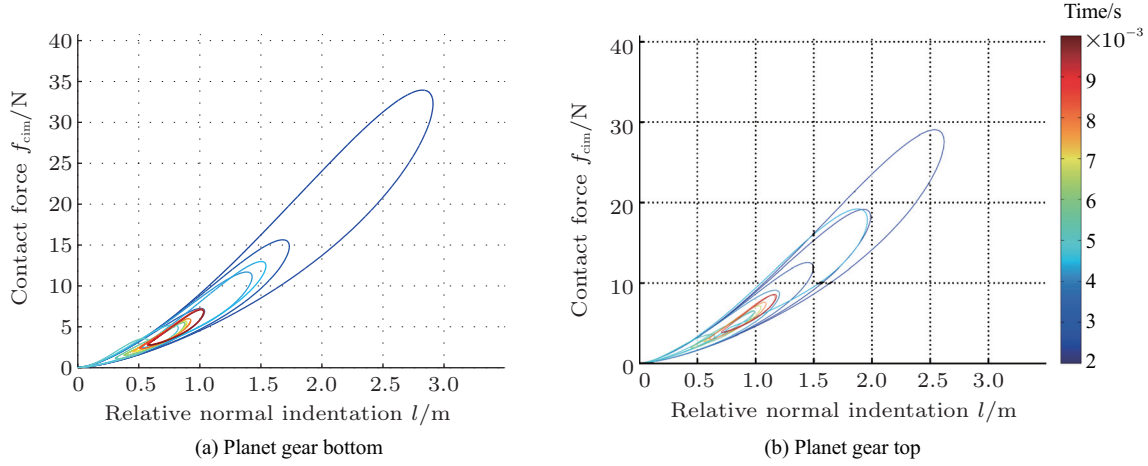 Time/s
×10⁻³
9
8
7
6
5
4
3
2
40
35
30
25
20
15
10
5
0
Contact force f_cim/N
0 0.5 1.0 1.5 2.0 2.5 3.0
Relative normal indentation l/m
(a) Planet gear bottom
40
30
20
10
0
Contact force f_cim/N
0 0.5 1.0 1.5 2.0 2.5 3.0
Relative normal indentation l/m
(b) Planet gear top